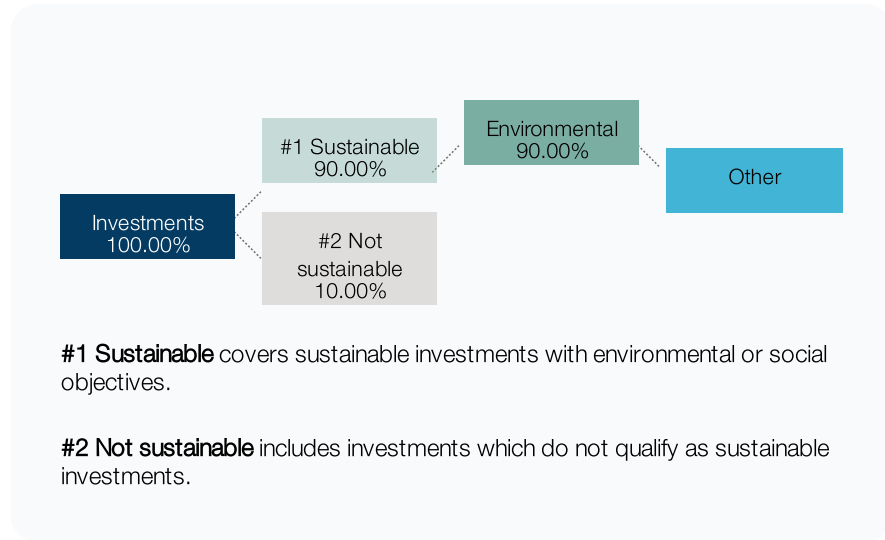 #1 Sustainable
90.00%
Environmental
90.00%
Other
Investments
100.00%
#2 Not
sustainable
10.00%
#1 Sustainable covers sustainable investments with environmental or social
objectives.
#2 Not sustainable includes investments which do not qualify as sustainable
investments.